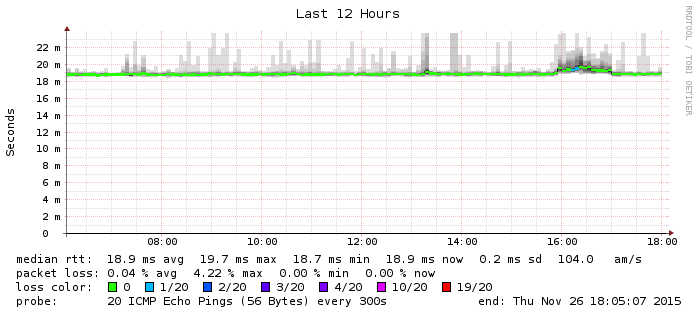 Last 12 Hours
RRDTOOL / TOBI OETIKER
Seconds
22 m
20 m
18 m
16 m
14 m
12 m
10 m
8 m
6 m
4 m
2 m
0
08:00 10:00 12:00 14:00 16:00 18:00
median rtt: 18.9 ms avg 19.7 ms max 18.7 ms min 18.9 ms now 0.2 ms sd 104.0 am/s
packet loss: 0.04 % avg 4.22 % max 0.00 % min 0.00 % now
loss color: 0 1/20 2/20 3/20 4/20 10/20 19/20
probe: 20 ICMP Echo Pings (56 Bytes) every 300s end: Thu Nov 26 18:05:07 2015